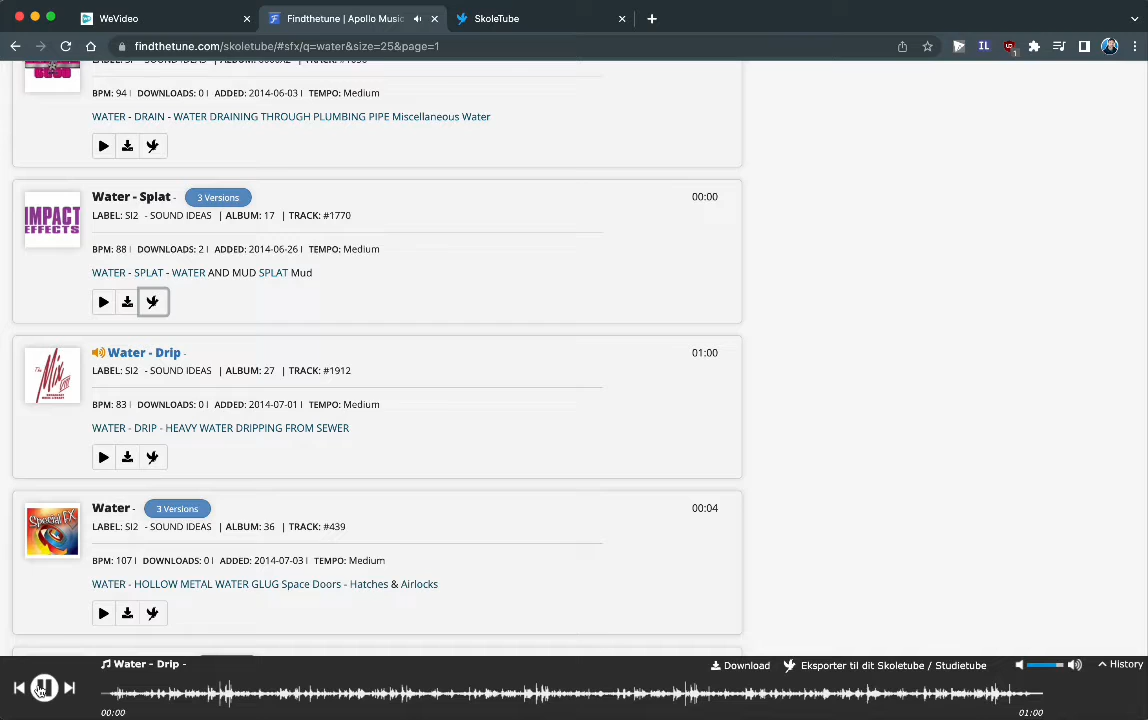 WeVideo
Findthetune | Apollo Music
SkoleTube
findthetune.com/skoletube/#sfx/q=water&size=25&page=1
BPM: 94 | DOWNLOADS: 0 | ADDED: 2014-06-03 | TEMPO: Medium
WATER - DRAIN - WATER DRAINING THROUGH PLUMBING PIPE Miscellaneous Water
IMPACT EFFECTS
Water - Splat - 3 Versions 00:00
LABEL: SI2 - SOUND IDEAS | ALBUM: 17 | TRACK: #1770
BPM: 88 | DOWNLOADS: 2 | ADDED: 2014-06-26 | TEMPO: Medium
WATER - SPLAT - WATER AND MUD SPLAT Mud
The Mix
Water - Drip - 01:00
LABEL: SI2 - SOUND IDEAS | ALBUM: 27 | TRACK: #1912
BPM: 83 | DOWNLOADS: 0 | ADDED: 2014-07-01 | TEMPO: Medium
WATER - DRIP - HEAVY WATER DRIPPING FROM SEWER
Special FX
Water - 3 Versions 00:04
LABEL: SI2 - SOUND IDEAS | ALBUM: 36 | TRACK: #439
BPM: 107 | DOWNLOADS: 0 | ADDED: 2014-07-03 | TEMPO: Medium
WATER - HOLLOW METAL WATER GLUG Space Doors - Hatches & Airlocks
Water - Drip -
Download Eksporter til dit Skoletube / Studietube History
00:00 01:00